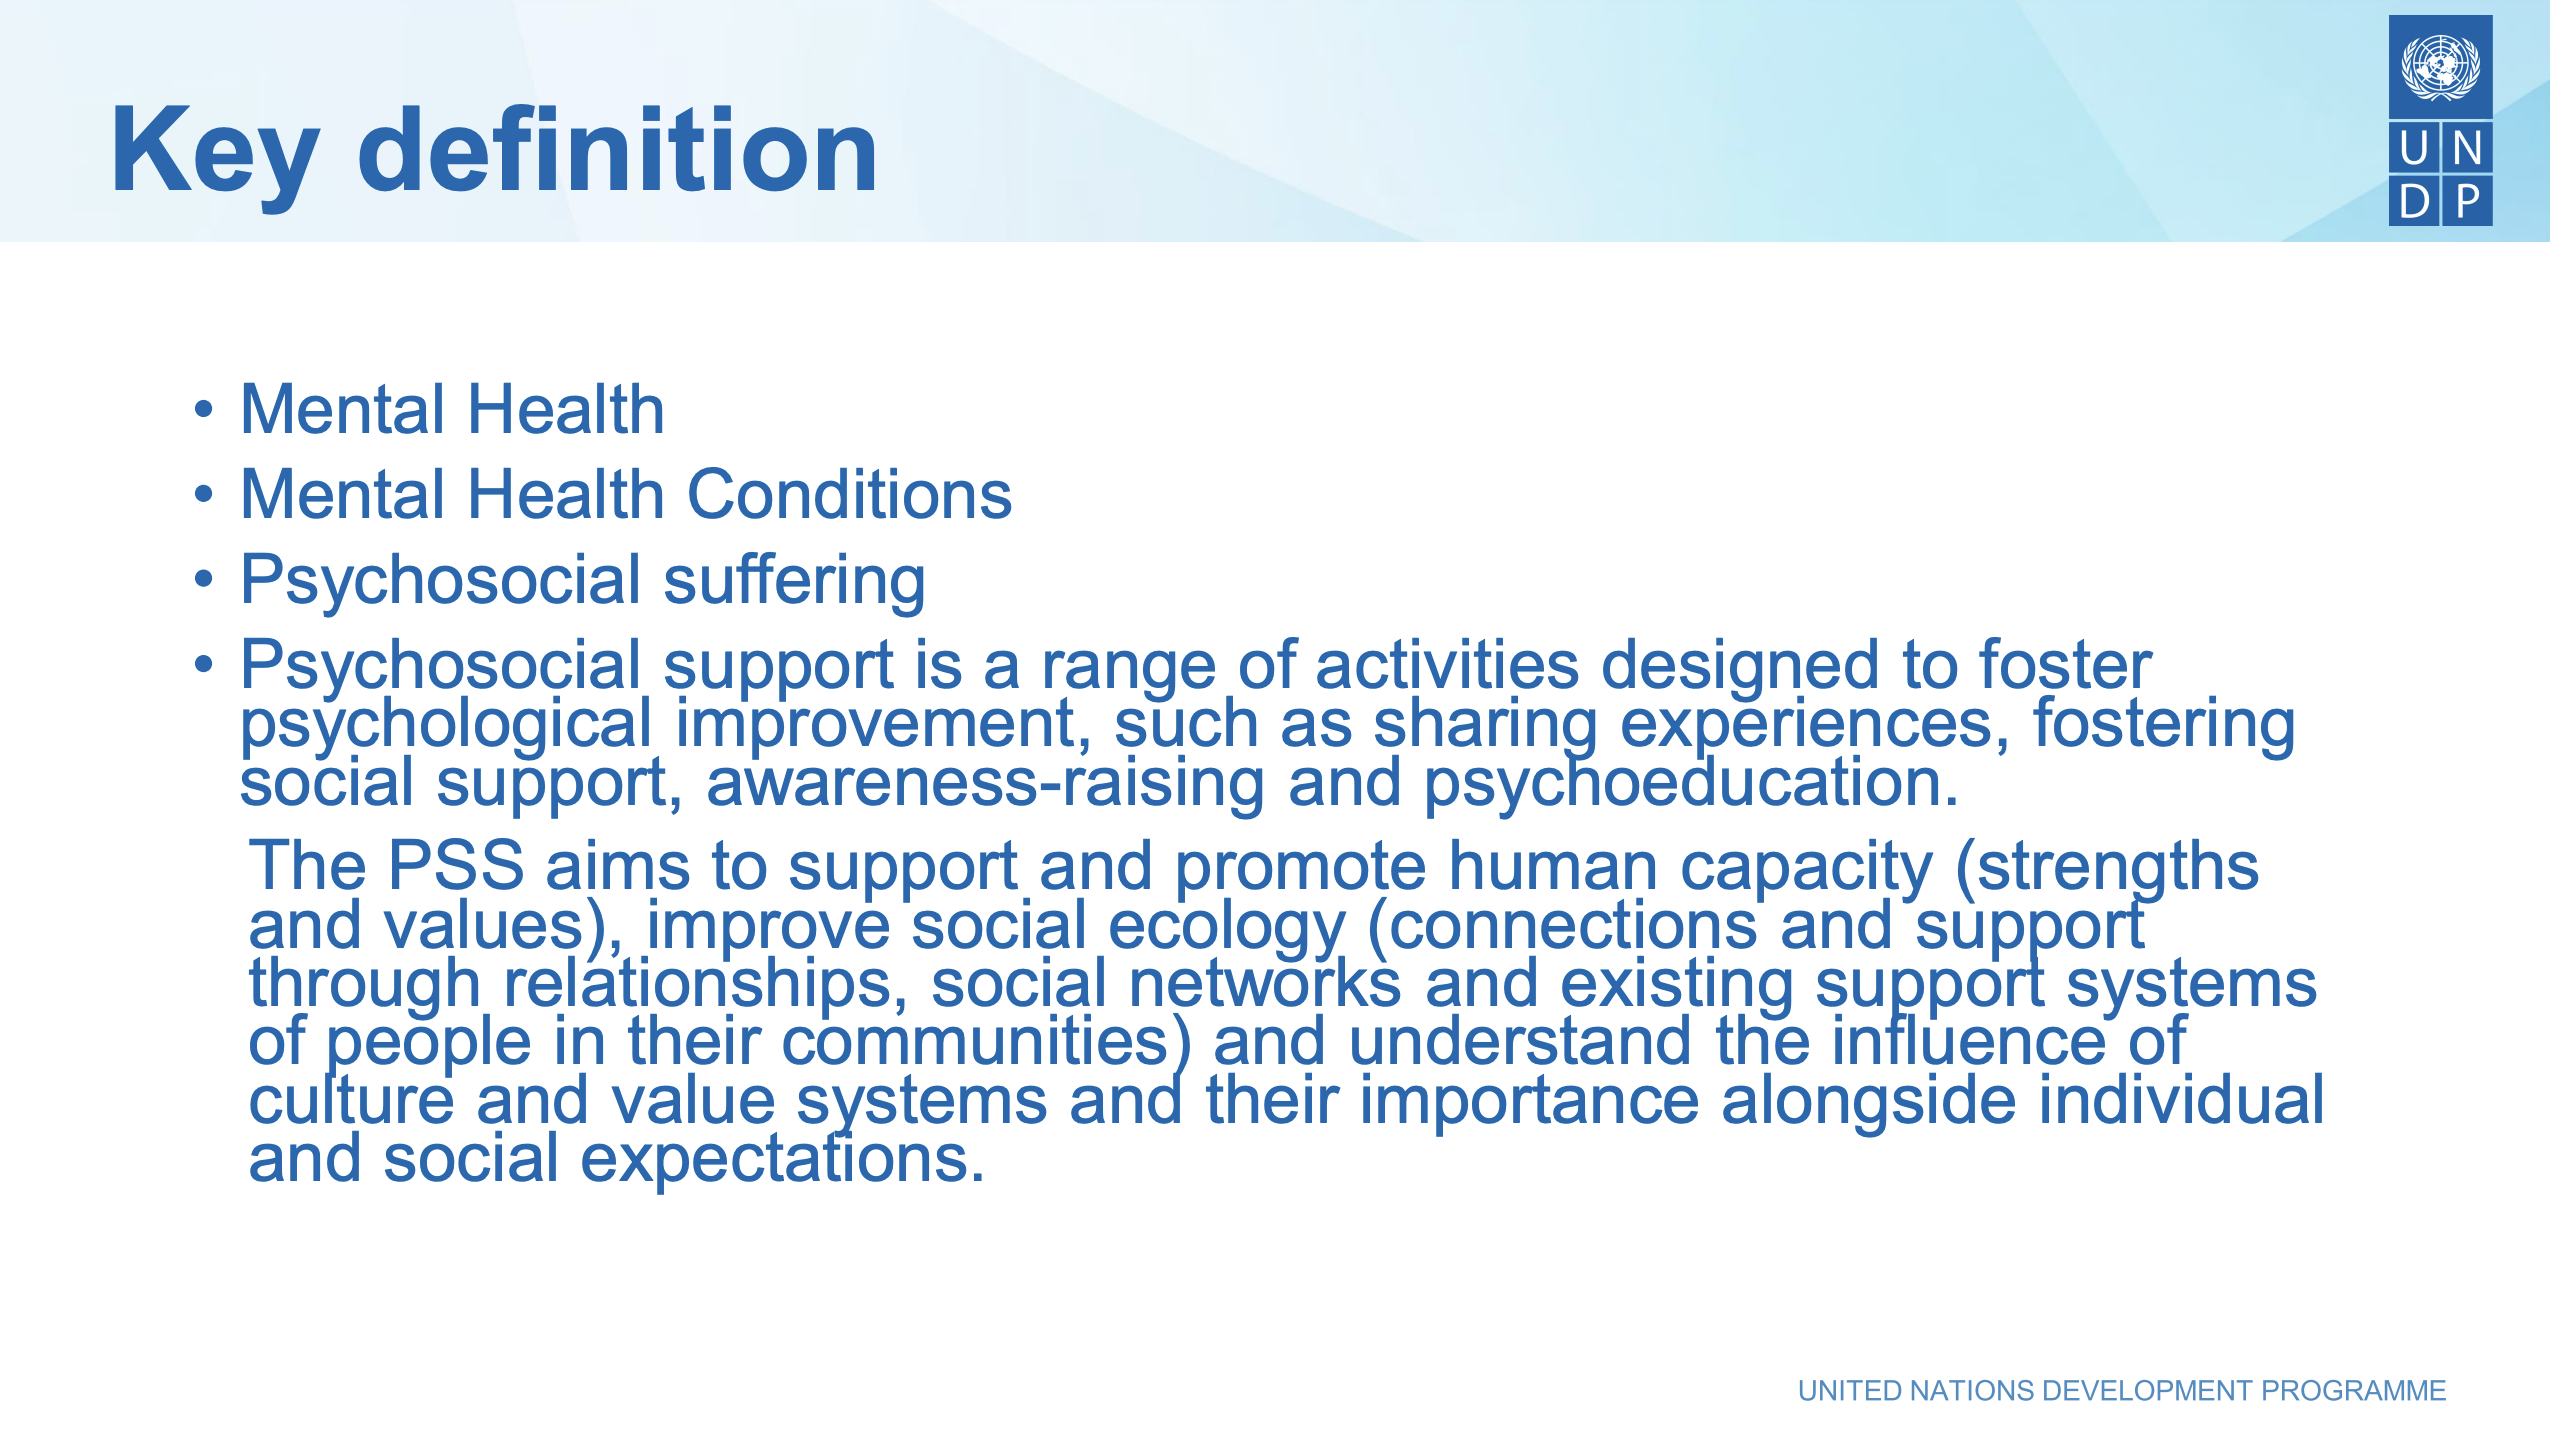 Key definition
UN
DP
• Mental Health
• Mental Health Conditions
• Psychosocial suffering
• Psychosocial support is a range of activities designed to foster
psychological improvement, such as sharing experiences, fostering
social support, awareness-raising and psychoeducation.
The PSS aims to support and promote human capacity (strengths
and values), improve social ecology (connections and support
through relationships, social networks and existing support systems
of people in their communities) and understand the influence of
culture and value systems and their importance alongside individual
and social expectations.
UNITED NATIONS DEVELOPMENT PROGRAMME